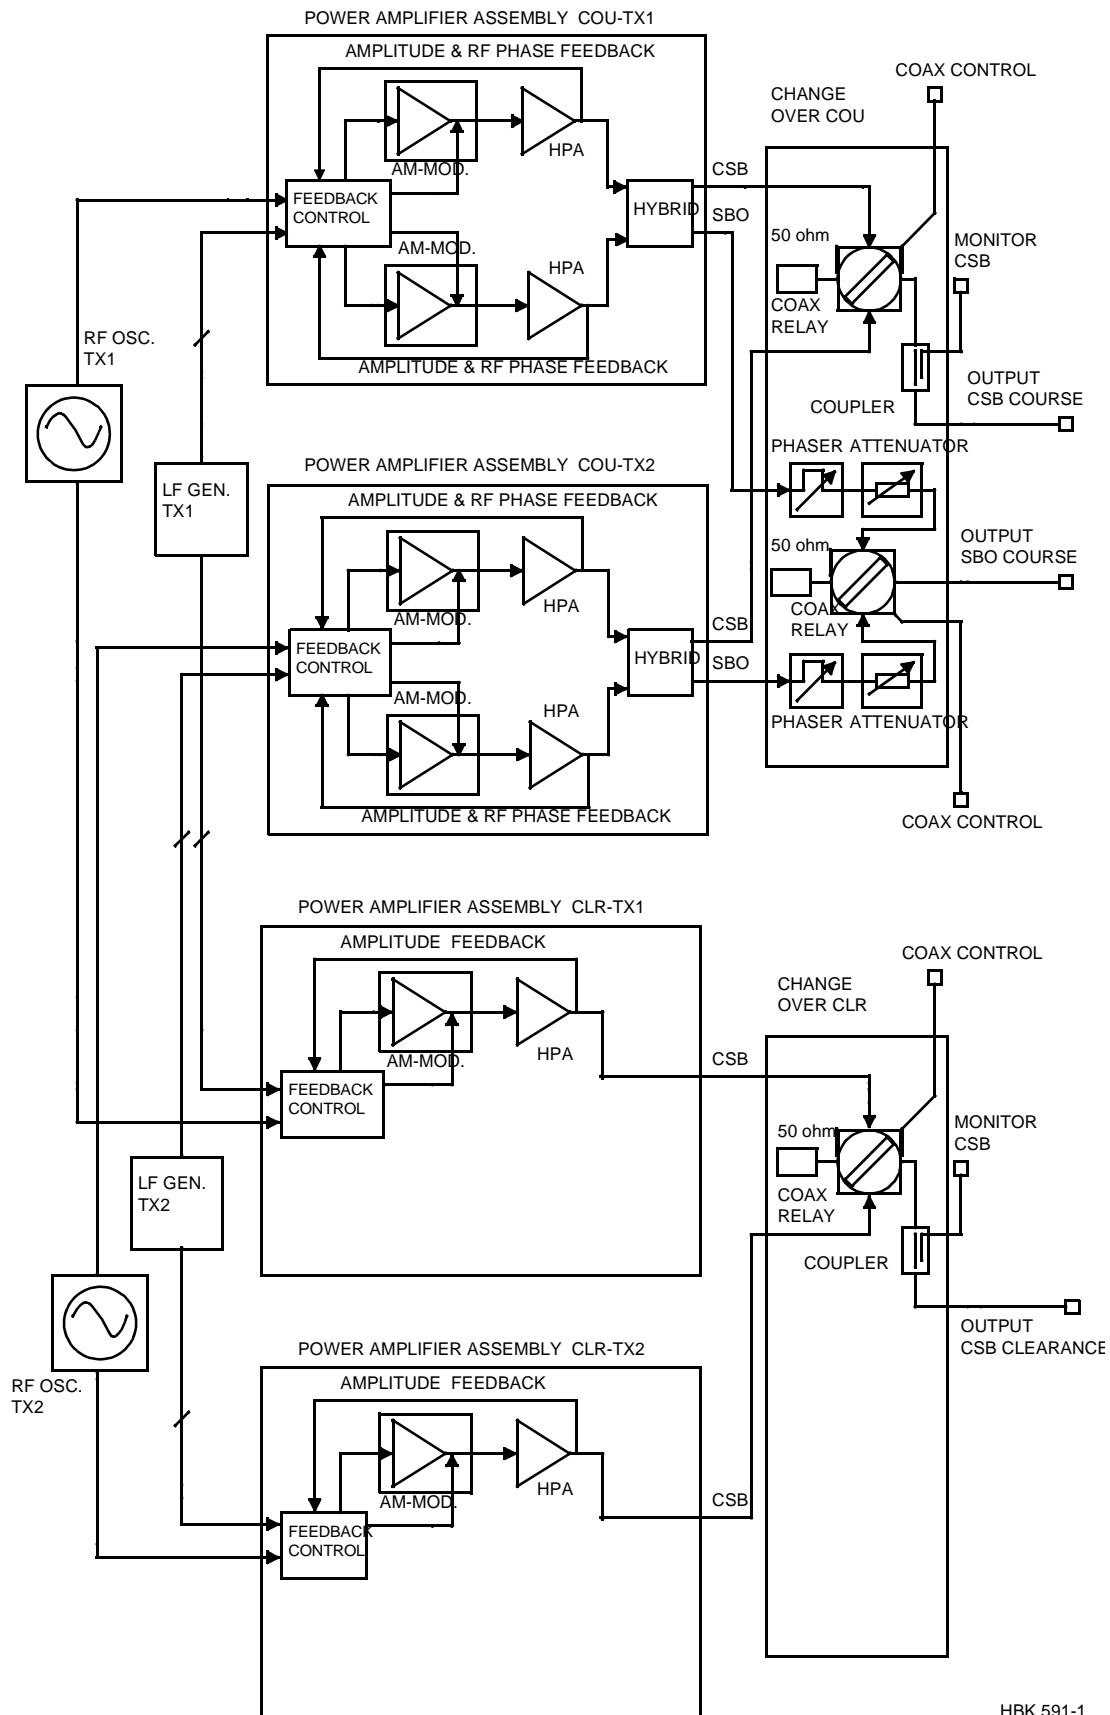 POWER AMPLIFIER ASSEMBLY COU-TX1
AMPLITUDE & RF PHASE FEEDBACK
COAX CONTROL
CHANGE
OVER COU
HPA
AM-MOD.
CSB
FEEDBACK
CONTROL
HYBRID
SBO
AM-MOD.
HPA
50 ohm
MONITOR
CSB
COAX
RELAY
RF OSC.
TX1
AMPLITUDE & RF PHASE FEEDBACK
OUTPUT
CSB COURSE
COUPLER
PHASER ATTENUATOR
POWER AMPLIFIER ASSEMBLY COU-TX2
LF GEN.
TX1
AMPLITUDE & RF PHASE FEEDBACK
OUTPUT
SBO COURSE
50 ohm
HPA
COAX
RELAY
AM-MOD.
CSB
FEEDBACK
CONTROL
HYBRID
SBO
AM-MOD.
HPA
PHASER ATTENUATOR
AMPLITUDE & RF PHASE FEEDBACK
COAX CONTROL
POWER AMPLIFIER ASSEMBLY CLR-TX1
AMPLITUDE FEEDBACK
COAX CONTROL
CHANGE
OVER CLR
HPA
AM-MOD.
CSB
FEEDBACK
CONTROL
50 ohm
MONITOR
CSB
LF GEN.
TX2
COAX
RELAY
COUPLER
OUTPUT
CSB CLEARANCE
POWER AMPLIFIER ASSEMBLY CLR-TX2
RF OSC.
TX2
AMPLITUDE FEEDBACK
HPA
AM-MOD.
CSB
FEEDBACK
CONTROL
HBK 591-1